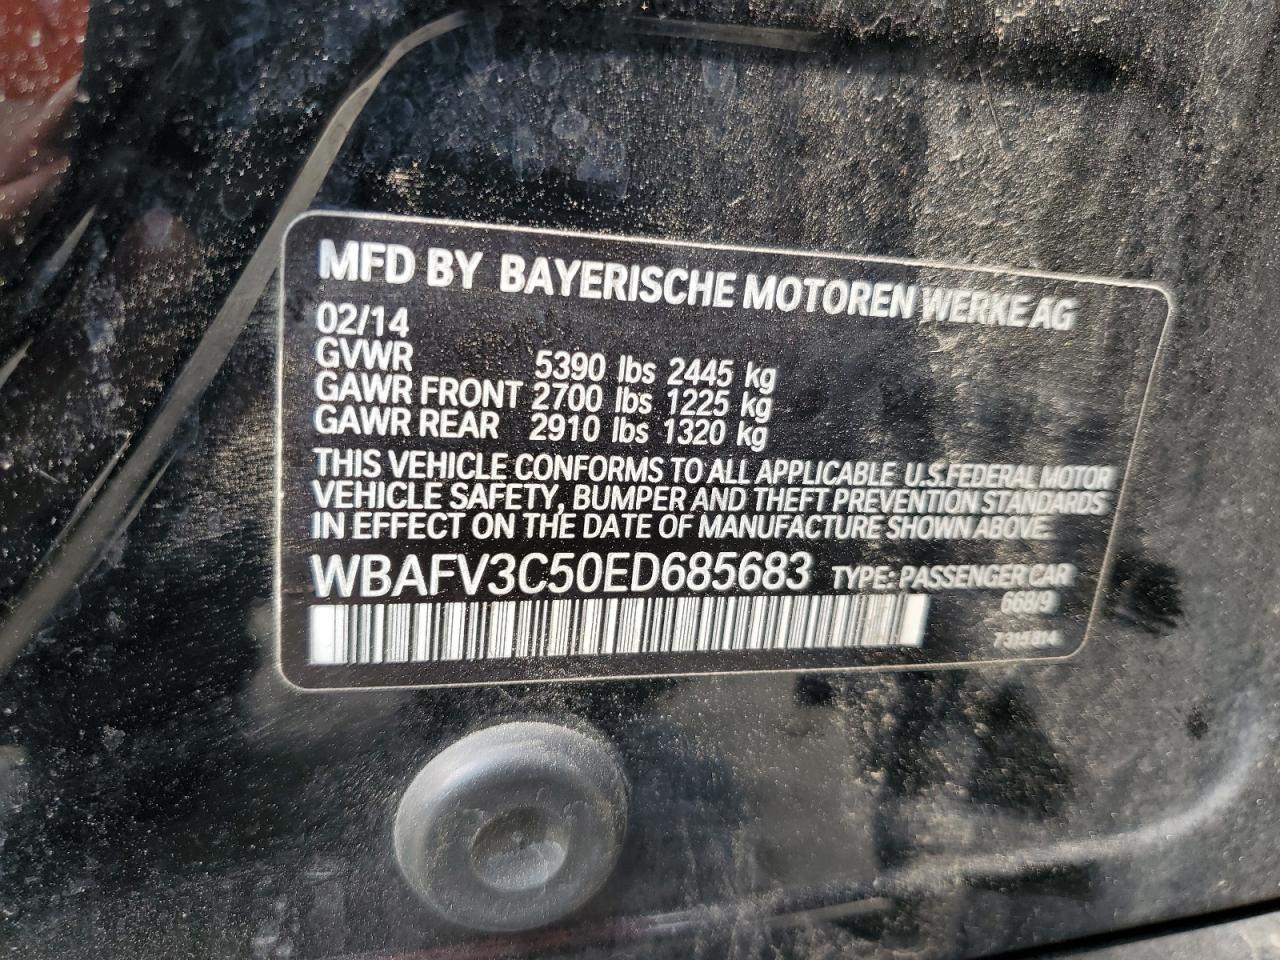 MFD BY BAYERISCHE MOTOREN WERKE AG
02/14
GVWR 5390 lbs 2445 kg
GAWR FRONT 2700 lbs 1225 kg
GAWR REAR 2910 lbs 1320 kg
THIS VEHICLE CONFORMS TO ALL APPLICABLE U.S. FEDERAL MOTOR
VEHICLE SAFETY, BUMPER AND THEFT PREVENTION STANDARDS
IN EFFECT ON THE DATE OF MANUFACTURE SHOWN ABOVE.
WBAFV3C50ED685683 TYPE: PASSENGER CAR
668/9
7315814